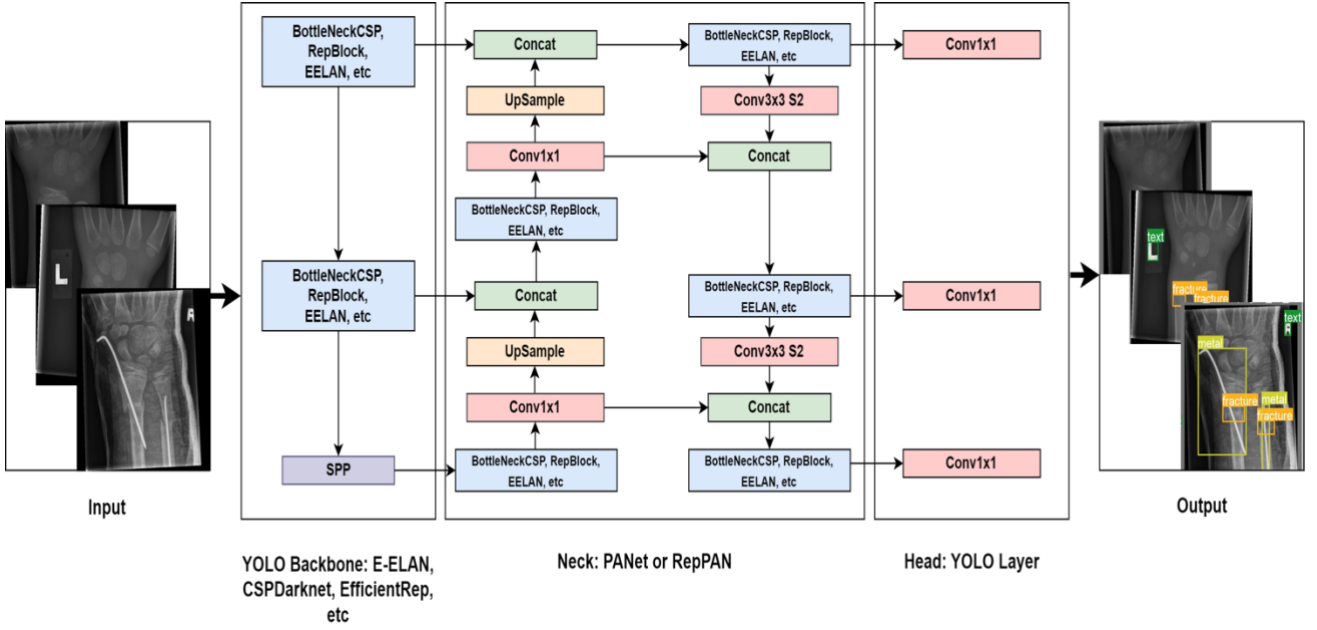 BottleNeckCSP,
RepBlock,
EELAN, etc
BottleNeckCSP,
RepBlock,
EELAN, etc
SPP
Concat
UpSample
Conv1x1
BottleNeckCSP, RepBlock,
EELAN, etc
Concat
UpSample
Conv1x1
BottleNeckCSP, RepBlock,
EELAN, etc
BottleNeckCSP, RepBlock,
EELAN, etc
Conv3x3 S2
Concat
BottleNeckCSP, RepBlock,
EELAN, etc
Conv3x3 S2
Concat
BottleNeckCSP, RepBlock,
EELAN, etc
Conv1x1
Conv1x1
Conv1x1
L
R
text
L
fracture
fracture
text
R
metal
fracture
metal
fracture
Input
YOLO Backbone: E-ELAN,
CSPDarknet, EfficientRep,
etc
Neck: PANet or RepPAN
Head: YOLO Layer
Output